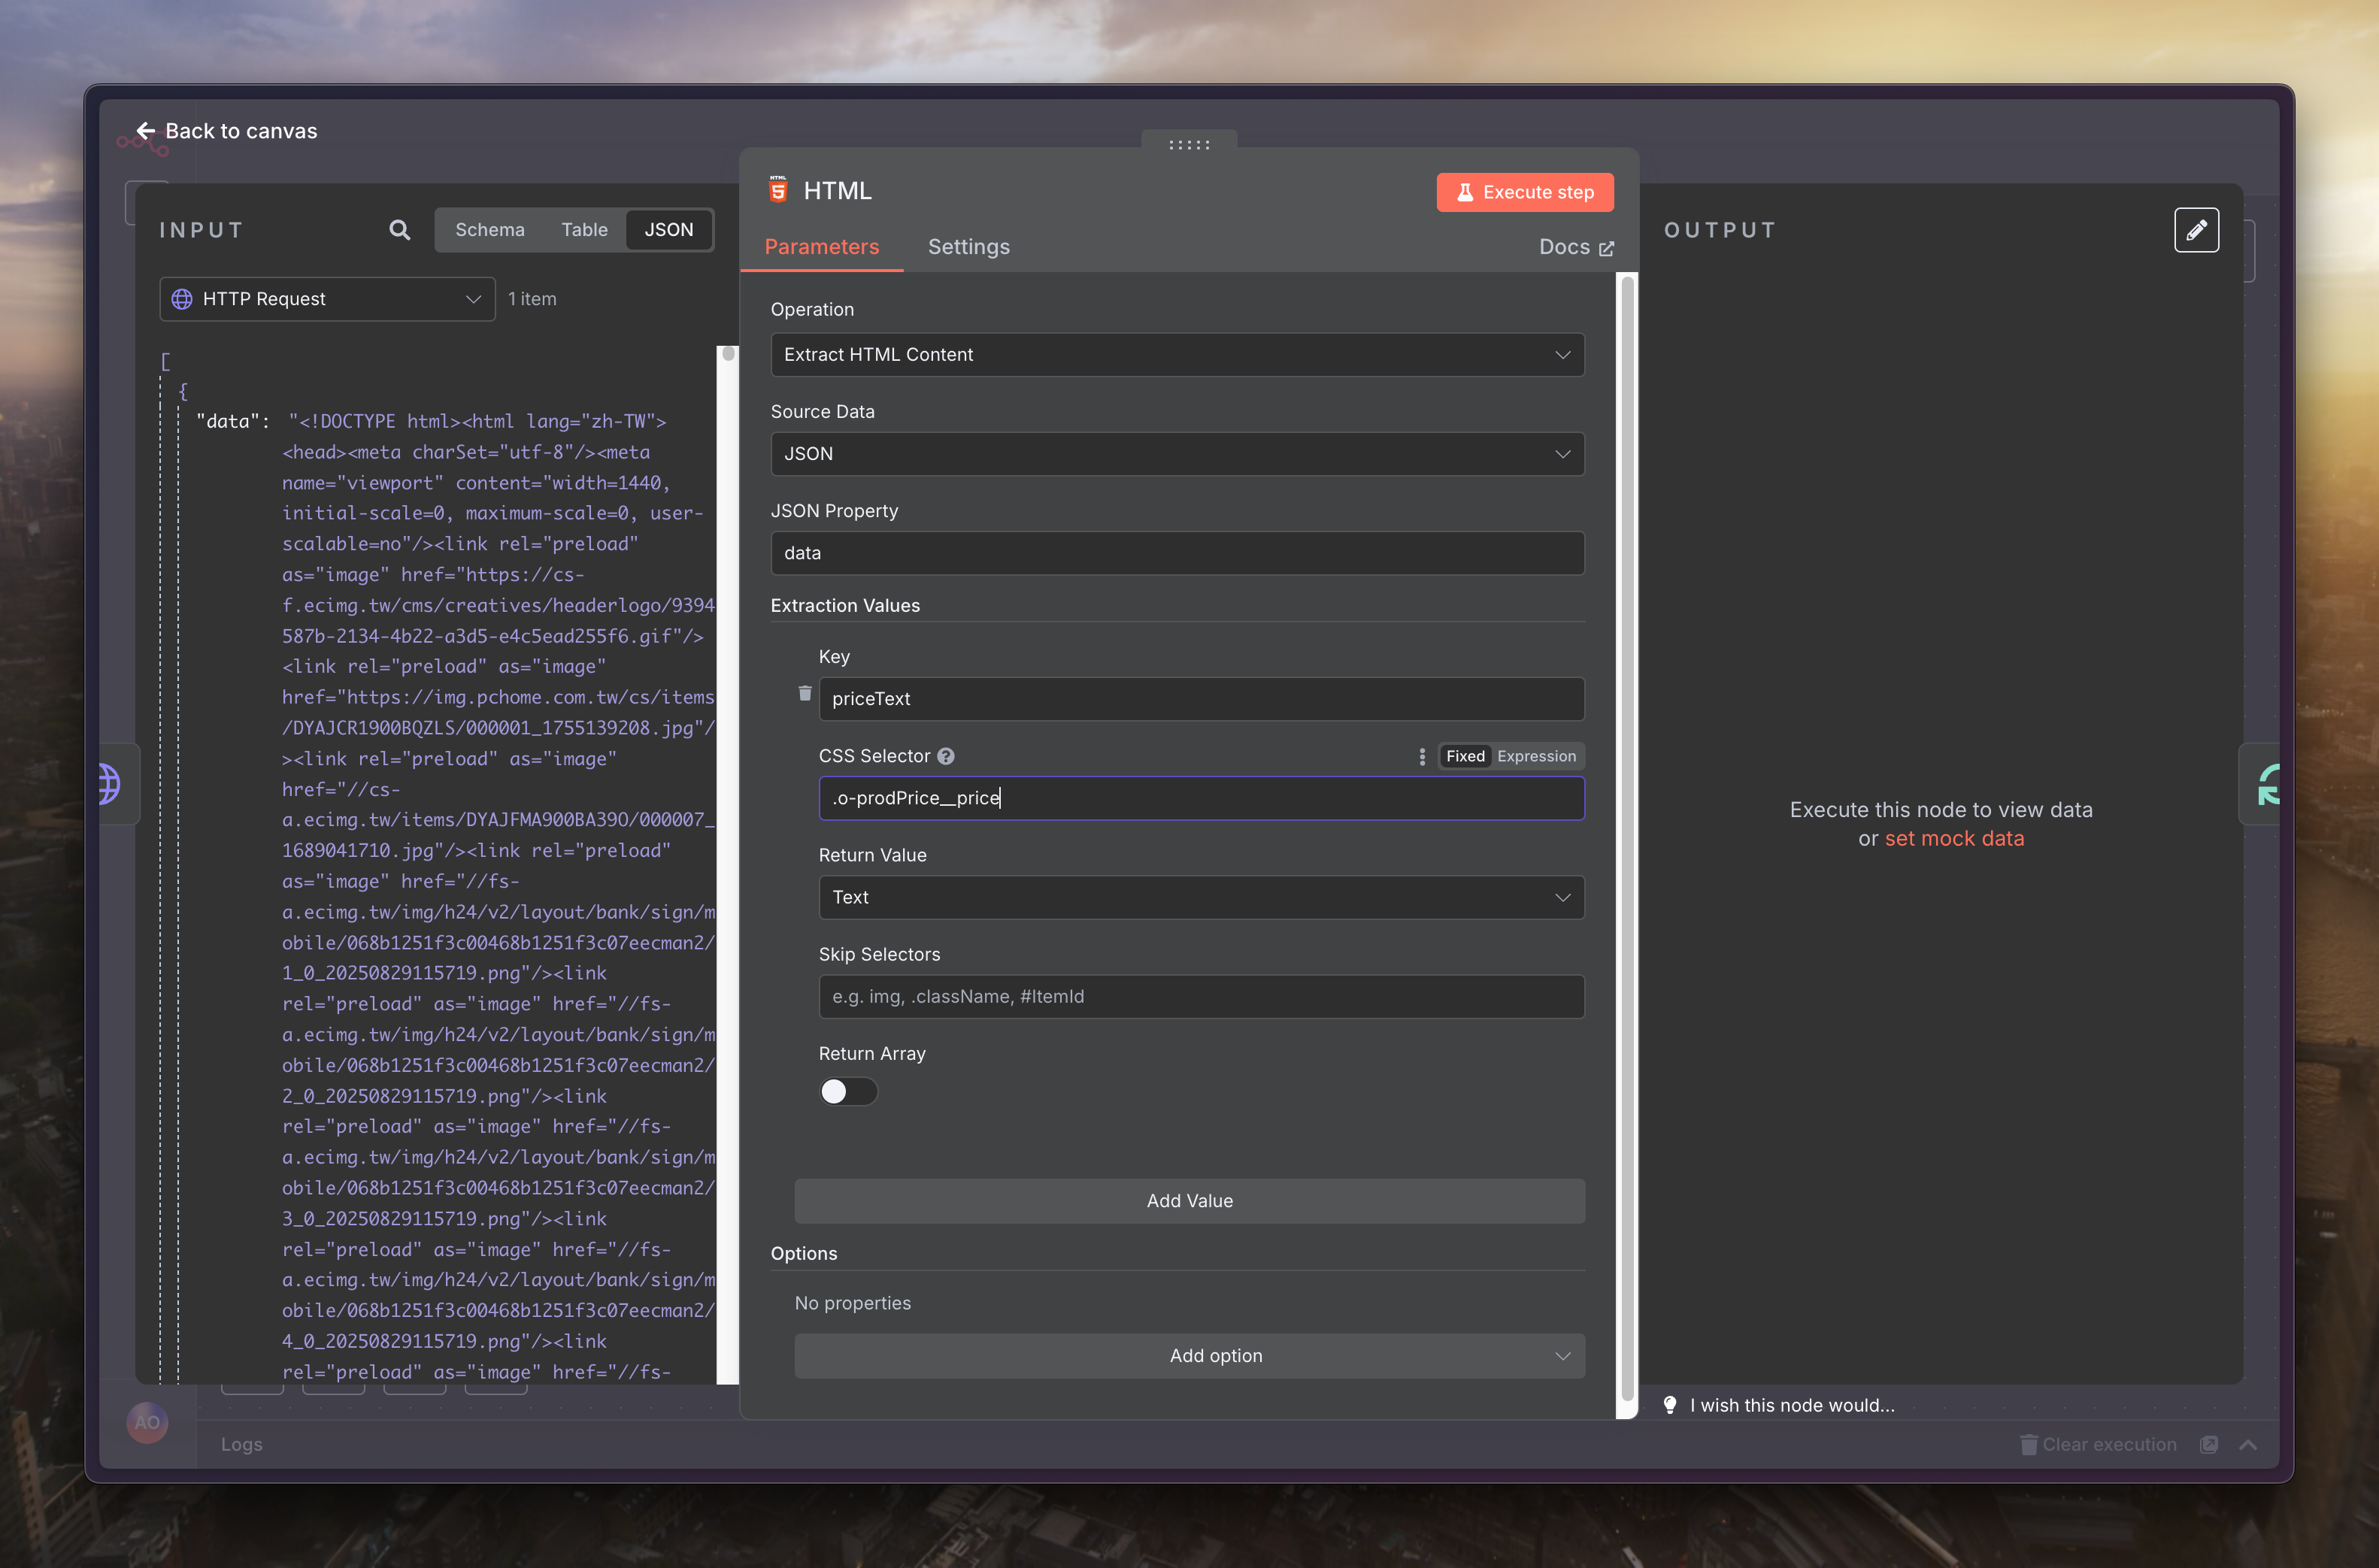 Back to canvas
INPUT
Schema
Table
JSON
HTTP Request
1 item
[
{
"data": "<!DOCTYPE html><html lang="zh-TW">
<head><meta charSet="utf-8"/><meta
name="viewport" content="width=1440,
initial-scale=0, maximum-scale=0, user-
scalable=no"/><link rel="preload"
as="image" href="https://cs-
f.ecimg.tw/cms/creatives/headerlogo/9394
587b-2134-4b22-a3d5-e4c5ead255f6.gif"/>
<link rel="preload" as="image"
href="https://img.pchome.com.tw/cs/items
/DYAJCR1900BQZLS/000001_1755139208.jpg"/
><link rel="preload" as="image"
href="//cs-
a.ecimg.tw/items/DYAJFMA900BA39O/000007_
1689041710.jpg"/><link rel="preload"
as="image" href="//fs-
a.ecimg.tw/img/h24/v2/layout/bank/sign/m
obile/068b1251f3c00468b1251f3c07eecman2/
1_0_20250829115719.png"/><link
rel="preload" as="image" href="//fs-
a.ecimg.tw/img/h24/v2/layout/bank/sign/m
obile/068b1251f3c00468b1251f3c07eecman2/
2_0_20250829115719.png"/><link
rel="preload" as="image" href="//fs-
a.ecimg.tw/img/h24/v2/layout/bank/sign/m
obile/068b1251f3c00468b1251f3c07eecman2/
3_0_20250829115719.png"/><link
rel="preload" as="image" href="//fs-
a.ecimg.tw/img/h24/v2/layout/bank/sign/m
obile/068b1251f3c00468b1251f3c07eecman2/
4_0_20250829115719.png"/><link
rel="preload" as="image" href="//fs-
HTML
Execute step
Parameters
Settings
Docs
Operation
Extract HTML Content
Source Data
JSON
JSON Property
data
Extraction Values
Key
priceText
CSS Selector
Fixed
Expression
.o-prodPrice__price
Return Value
Text
Skip Selectors
e.g. img, .className, #ItemId
Return Array
Add Value
Options
No properties
Add option
OUTPUT
Execute this node to view data
or set mock data
I wish this node would...
AO
Logs
Clear execution